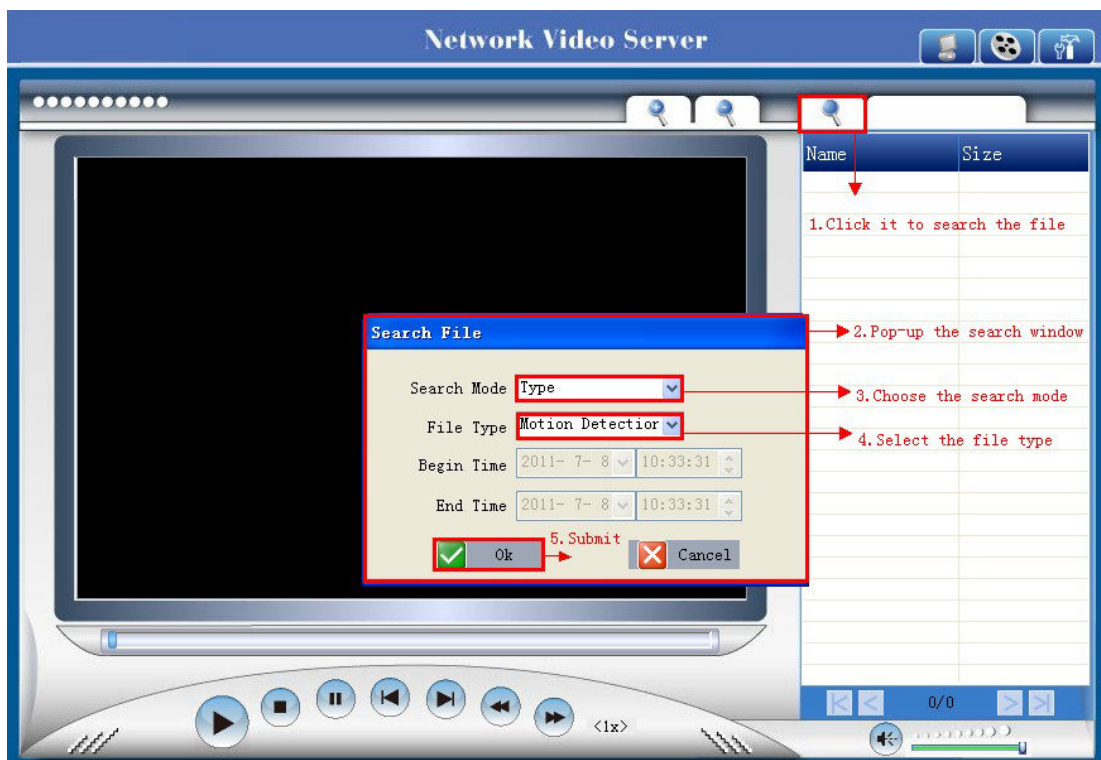 Network Video Server
Name Size
1.Click it to search the file
Search File
2.Pop-up the search window
Search Mode Type
3.Choose the search mode
File Type Motion Detectior
4.Select the file type
Begin Time 2011- 7- 8 10:33:31
End Time 2011- 7- 8 10:33:31
5.Submit
Ok Cancel
0/0
<1x>